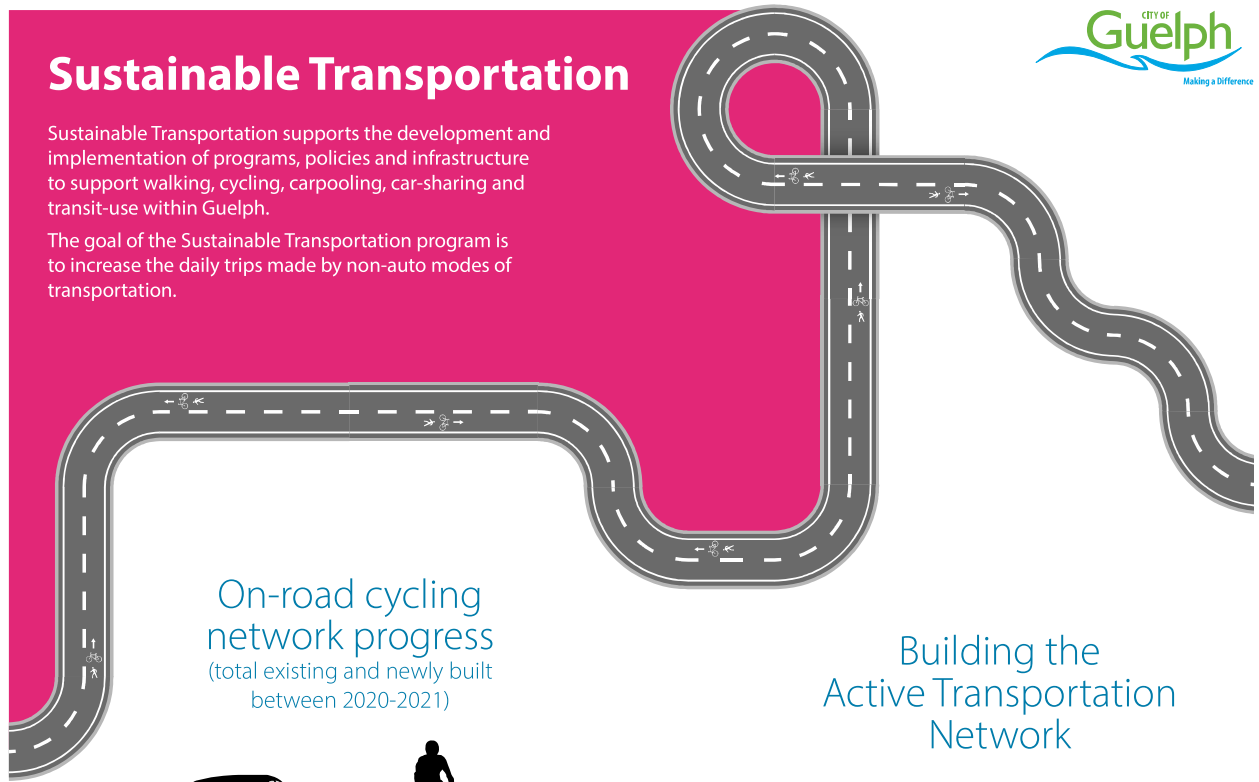 CITY OF
Guelph
Making a Difference
Sustainable Transportation
Sustainable Transportation supports the development and
implementation of programs, policies and infrastructure
to support walking, cycling, carpooling, car-sharing and
transit-use within Guelph.
The goal of the Sustainable Transportation program is
to increase the daily trips made by non-auto modes of
transportation.
On-road cycling
network progress
(total existing and newly built
between 2020-2021)
Building the
Active Transportation
Network